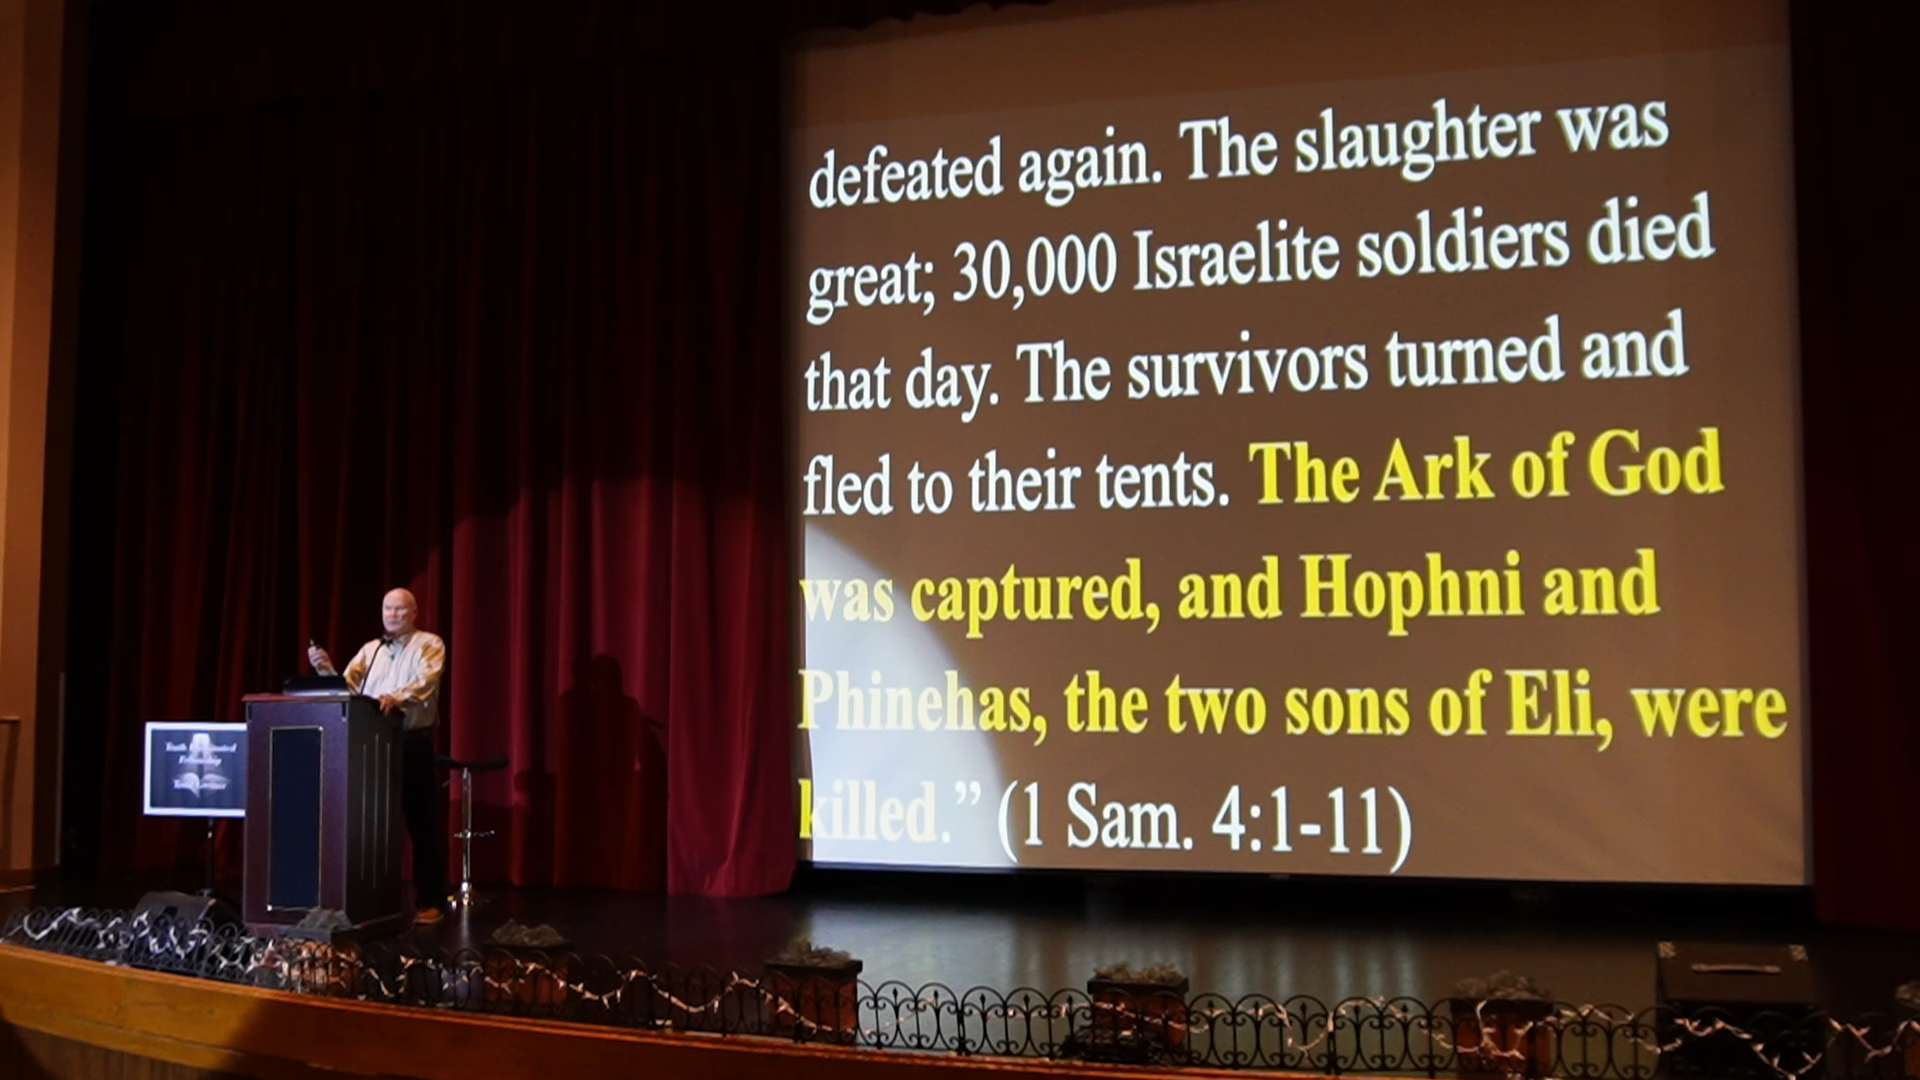 defeated again. The slaughter was
great; 30,000 Israelite soldiers died
that day. The survivors turned and
fled to their tents. The Ark of God
was captured, and Hophni and
Phinehas, the two sons of Eli, were
killed.” (1 Sam. 4:1-11)
Truth
Fellowship